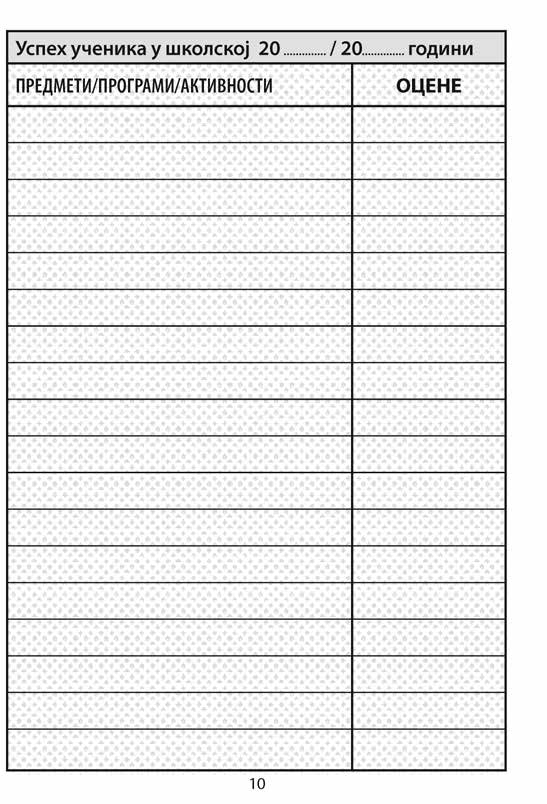 Успех ученика у школској 20 .............. / 20.............. години
ПРЕДМЕТИ/ПРОГРАМИ/АКТИВНОСТИ ОЦЕНЕ
10